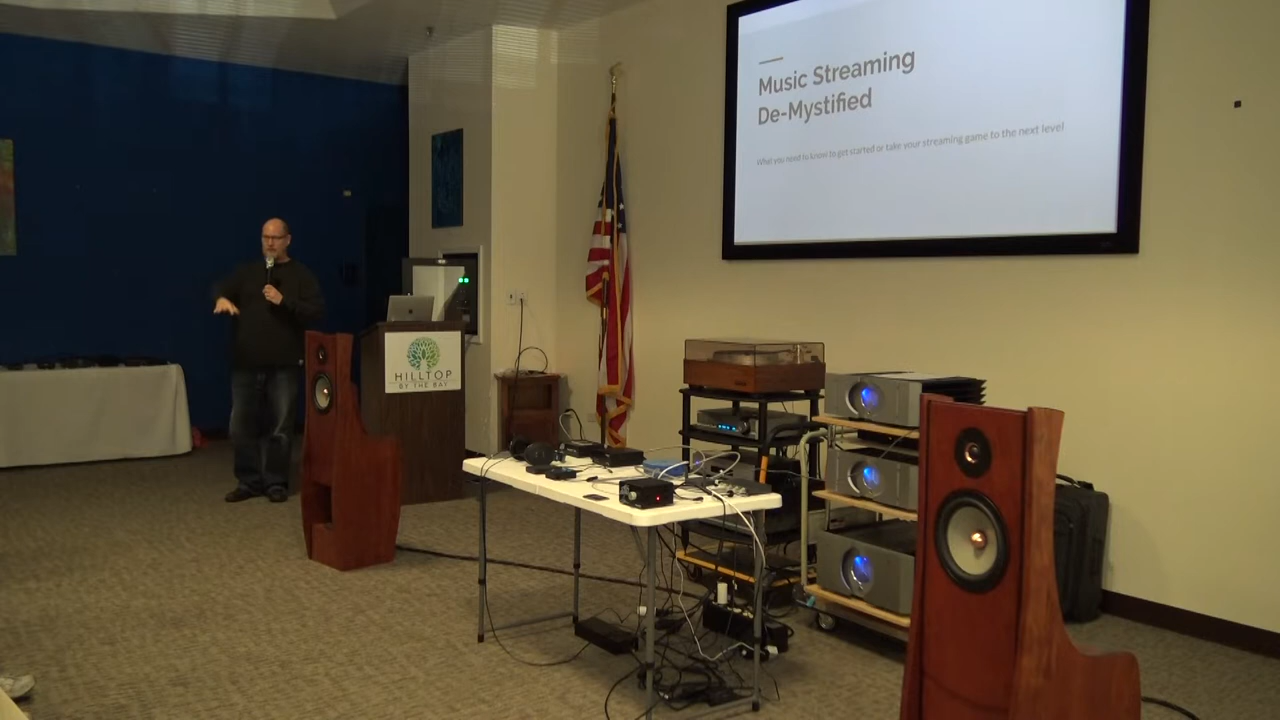 Music Streaming
De-Mystified
What you need to know to get started or take your streaming game to the next level
HILLTOP
BY THE BAY